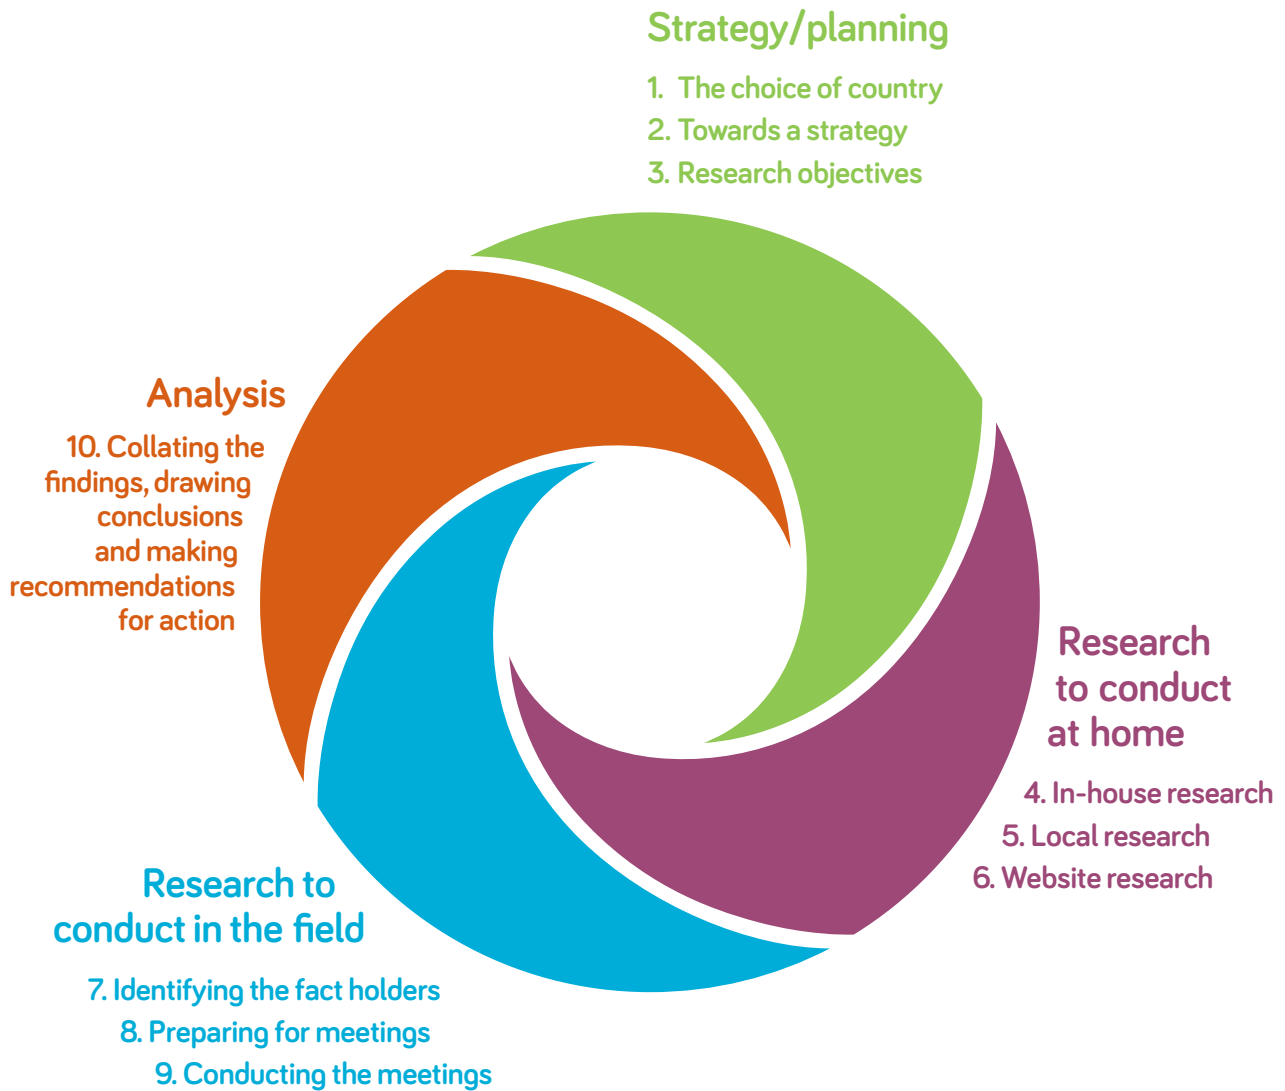 Strategy/planning
1. The choice of country
2. Towards a strategy
3. Research objectives
Research
to conduct
at home
4. In-house research
5. Local research
6. Website research
Research to
conduct in the field
7. Identifying the fact holders
8. Preparing for meetings
9. Conducting the meetings
Analysis
10. Collating the
findings, drawing
conclusions
and making
recommendations
for action